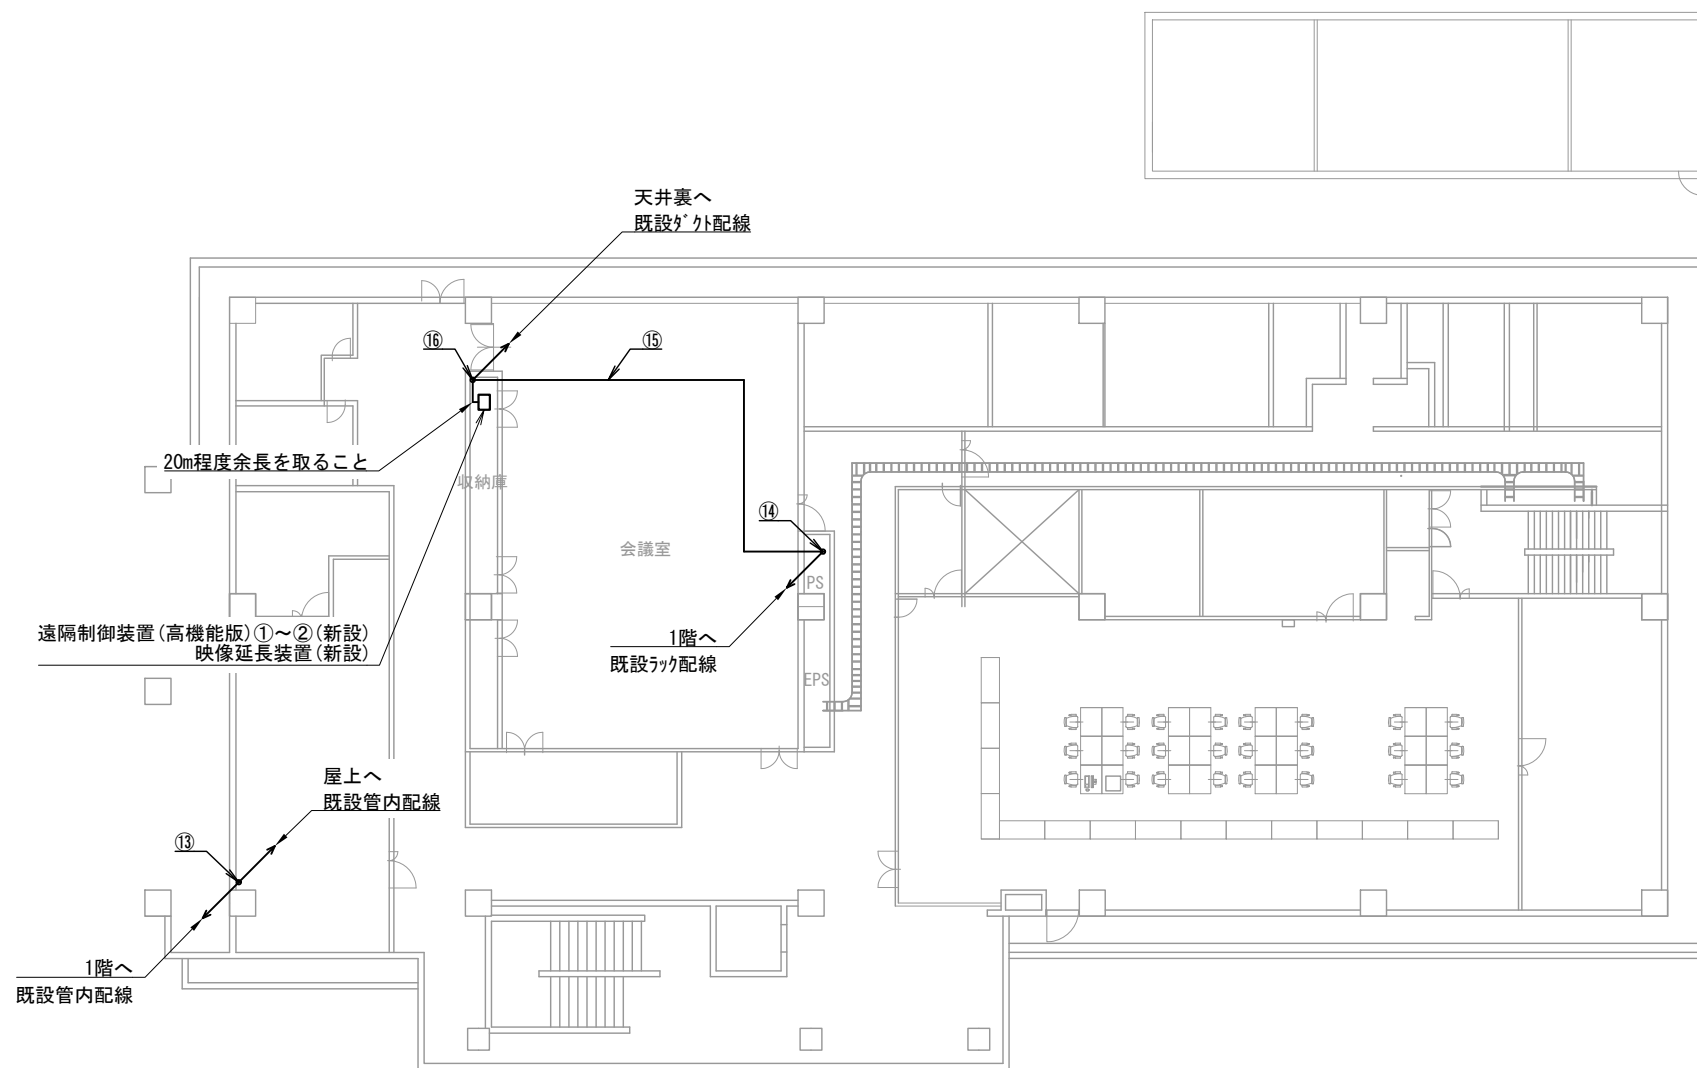 天井裏へ
既設ﾀﾞｸﾄ配線
⑯
⑮
20m程度余長を取ること
収納庫
⑭
会議室
PS
遠隔制御装置(高機能版)①～②(新設)
映像延長装置(新設)
1階へ
既設ﾗｯｸ配線
EPS
屋上へ
既設管内配線
⑬
1階へ
既設管内配線